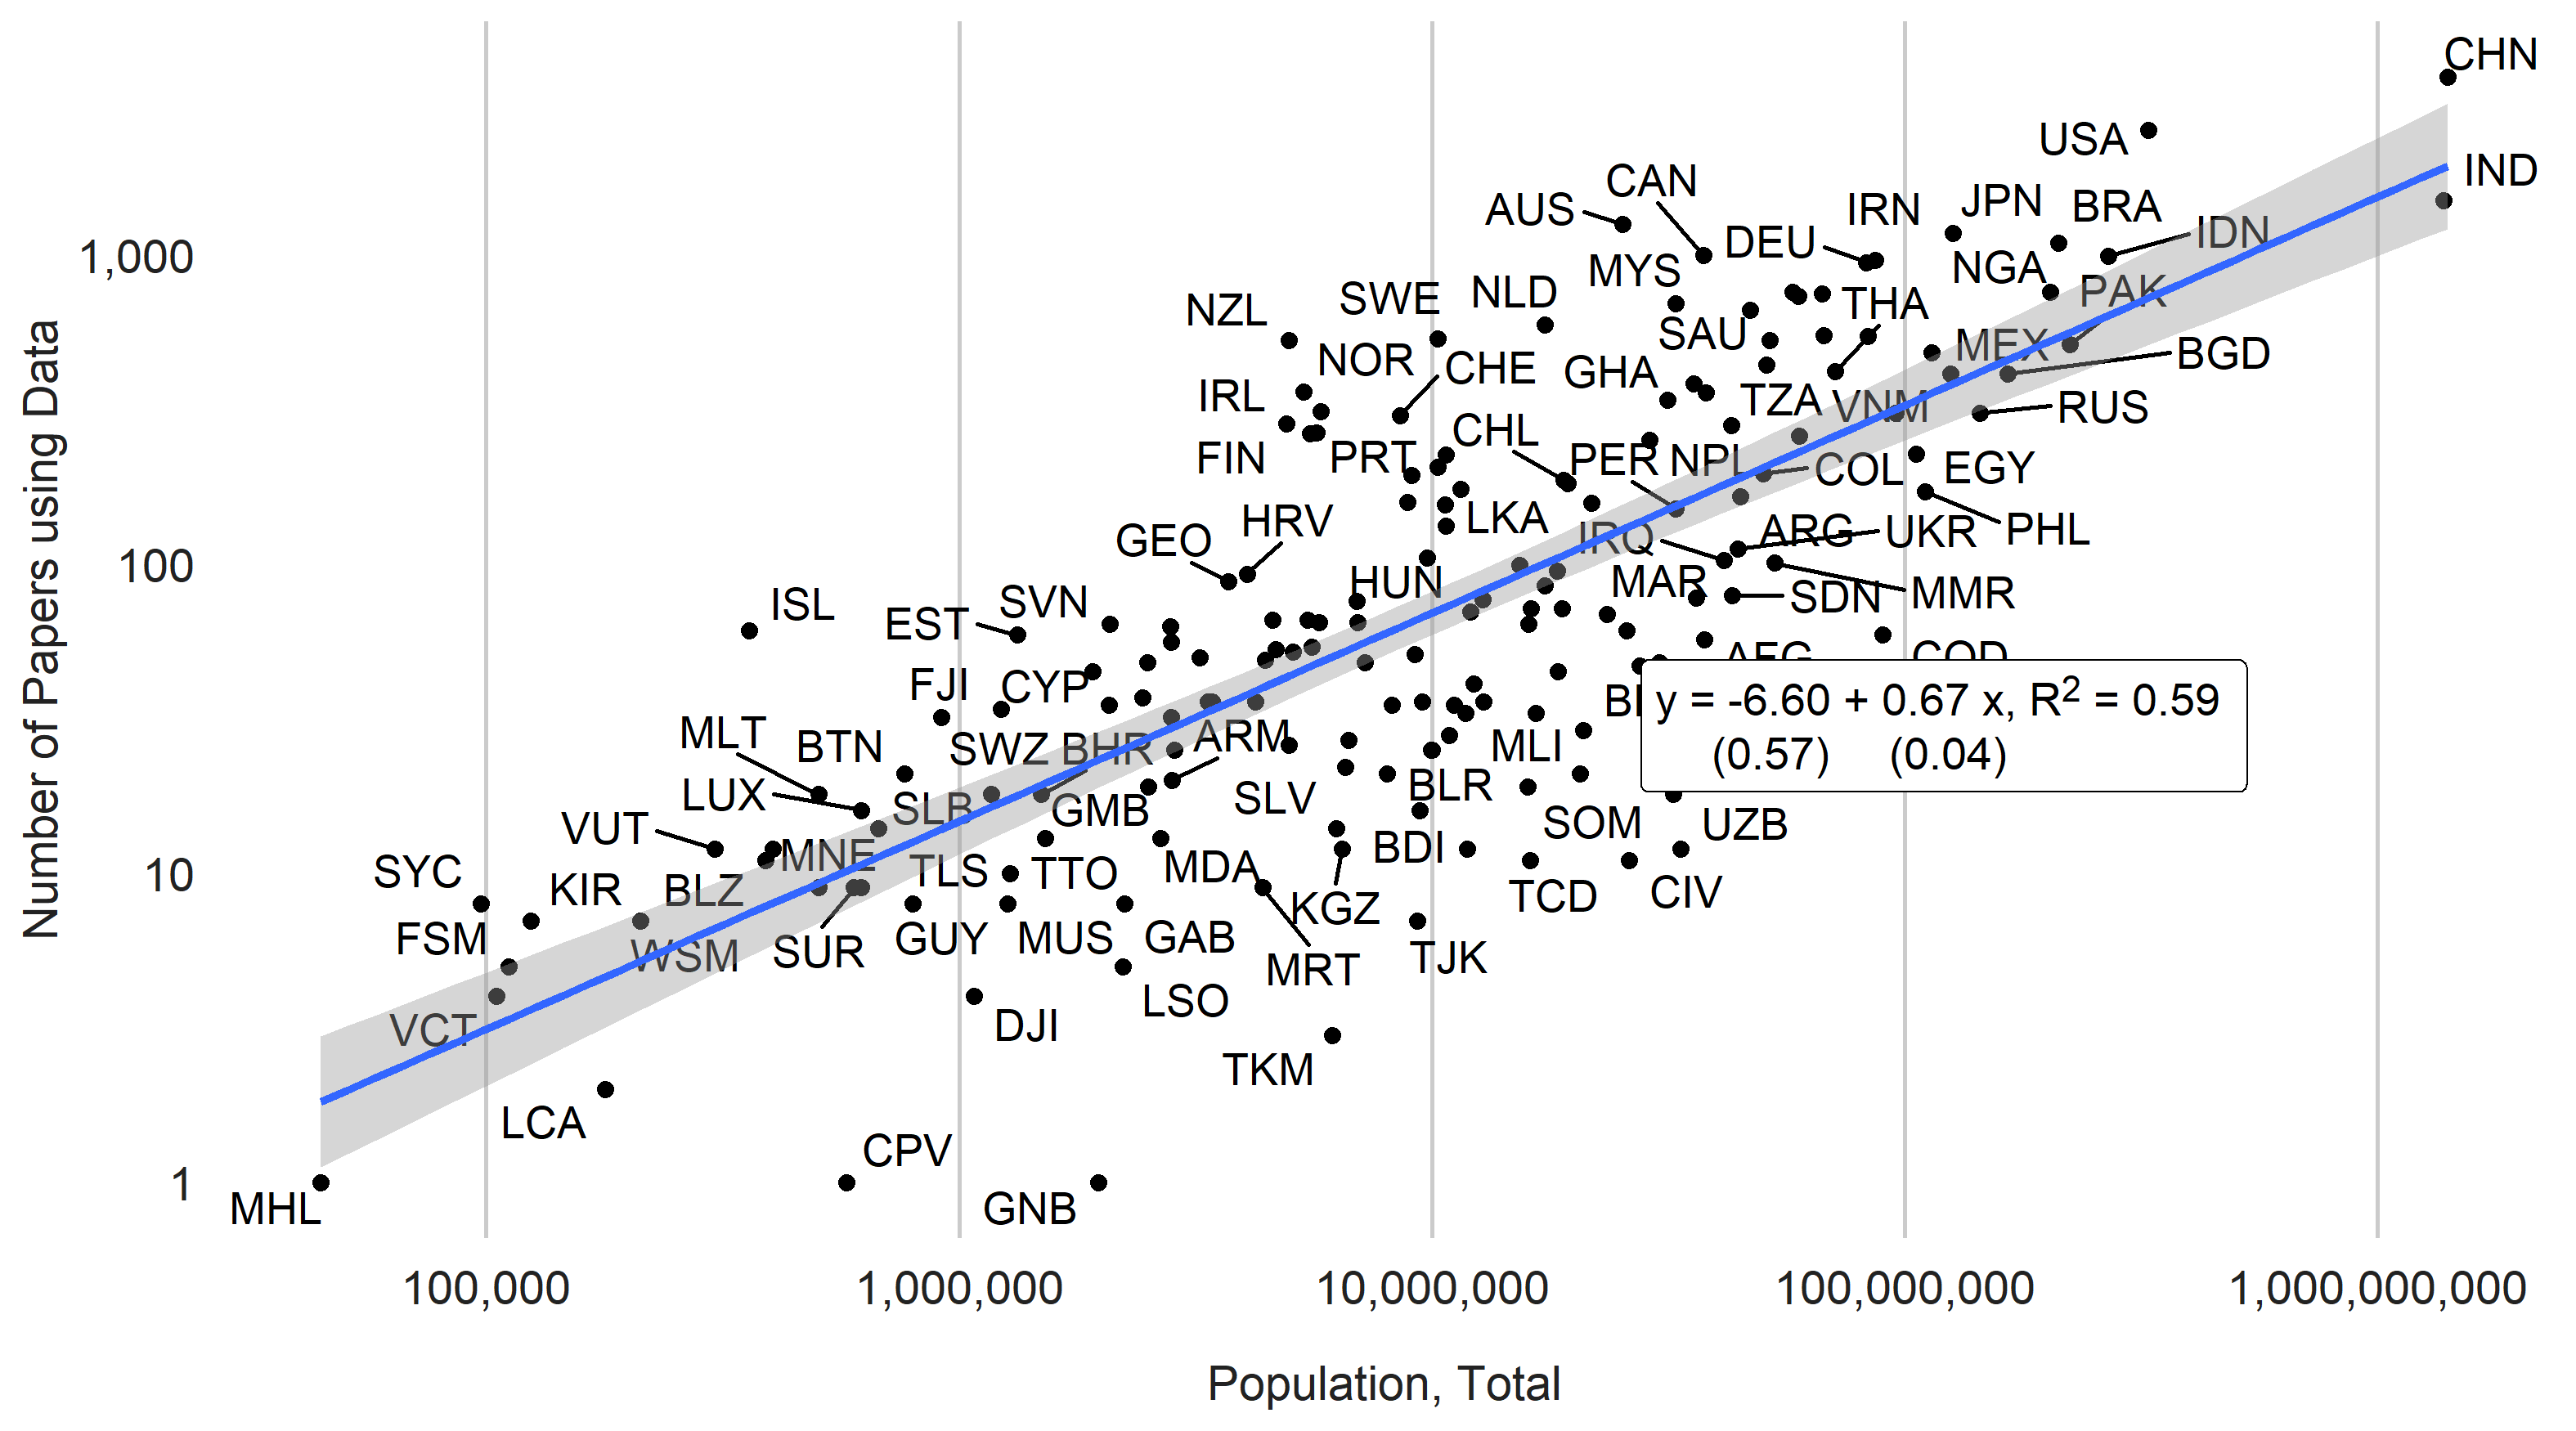 CHN
USA
IND
CAN
AUS
IRN
JPN
BRA
IDN
DEU
1,000
MYS
NGA
PAK
SWE
NLD
THA
NZL
SAU
MEX
BGD
NOR
CHE
GHA
IRL
TZA
VNM
RUS
CHL
FIN
PRT
PER
NPL
COL
EGY
HRV
LKA
GEO
IRQ
ARG
UKR
PHL
100
HUN
MAR
SDN
MMR
ISL
EST
SVN
AFG
COD
FJI
CYP
y = -6.60 + 0.67 x, R2 = 0.59
(0.57) (0.04)
MLT
BTN
SWZ
BHR
ARM
MLI
LUX
SLB
GMB
SLV
BLR
VUT
SOM
UZB
MNE
BDI
SYC
KIR
BLZ
TLS
TTO
MDA
10
KGZ
TCD
CIV
FSM
WSM
SUR
GUY
MUS
GAB
MRT
TJK
VCT
DJI
LSO
TKM
LCA
CPV
1
MHL
GNB
100,000
1,000,000
10,000,000
100,000,000
1,000,000,000
Population, Total
Number of Papers using Data